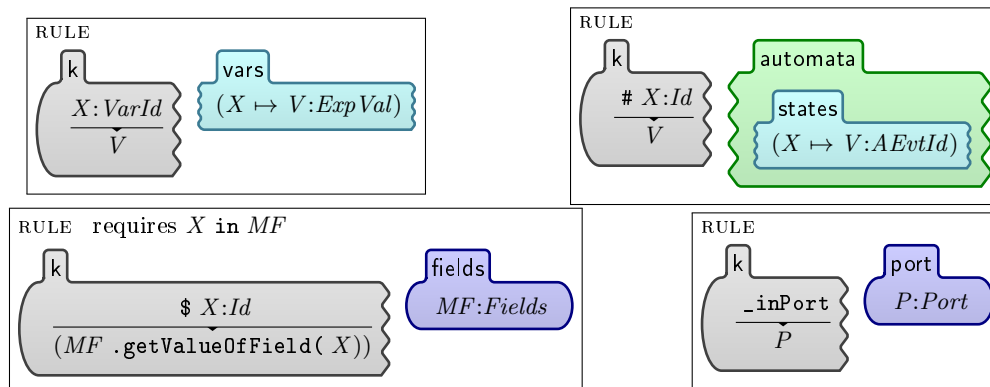 RULE
k
vars
X:VarId
V
(X ↦ V:ExpVal)
RULE
k
automata
# X:Id
V
states
(X ↦ V:AEvtId)
RULE requires X in MF
k
fields
$ X:Id
(MF .getValueOfField( X))
MF:Fields
RULE
k
port
_inPort
P
P:Port